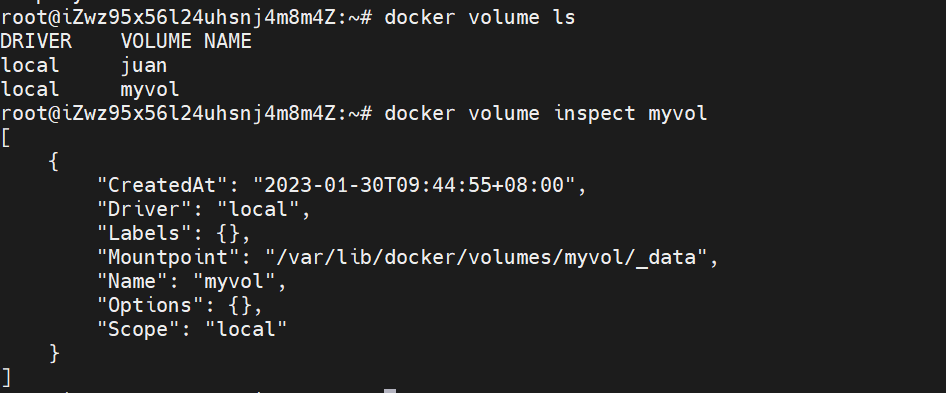 root@iZwz95x56l24uhsnj4m8m4Z:~# docker volume ls
DRIVER    VOLUME NAME
local     juan
local     myvol
root@iZwz95x56l24uhsnj4m8m4Z:~# docker volume inspect myvol
[
    {
        "CreatedAt": "2023-01-30T09:44:55+08:00",
        "Driver": "local",
        "Labels": {},
        "Mountpoint": "/var/lib/docker/volumes/myvol/_data",
        "Name": "myvol",
        "Options": {},
        "Scope": "local"
    }
]